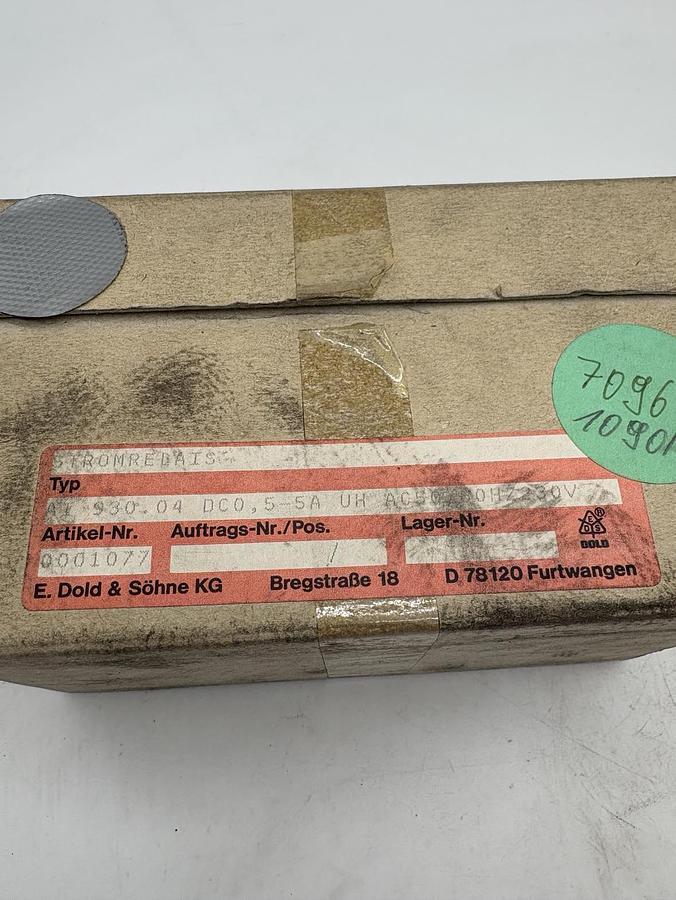 7096
1090
STROMRELAIS
Typ
AI 930.04 DC0,5-5A UH AC50/60HZ230V
Artikel-Nr. Auftrags-Nr./Pos. Lager-Nr.
0001077 /
DOLD
E. Dold & Söhne KG Bregstraße 18 D 78120 Furtwangen